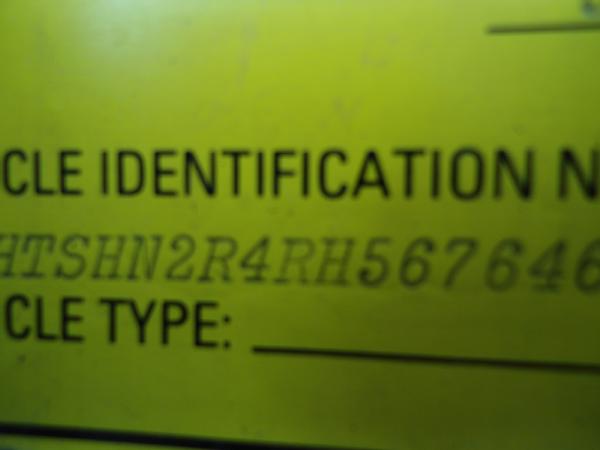 CLE IDENTIFICATION N
HTSHN2R4RH567646
CLE TYPE: